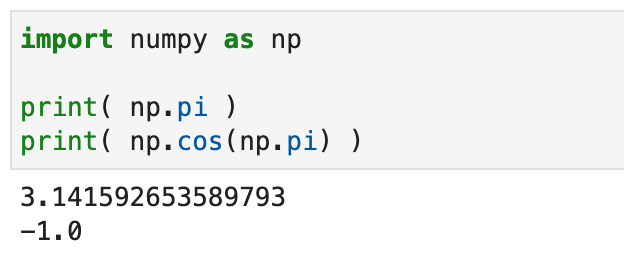 import numpy as np
print( np.pi )
print( np.cos(np.pi) )
3.141592653589793
-1.0